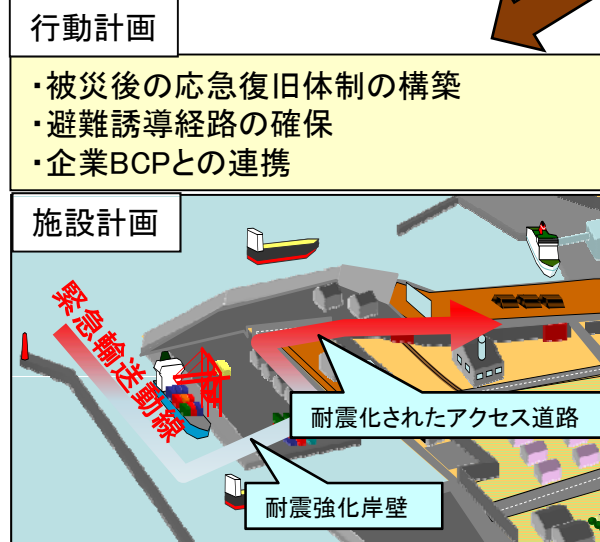 行動計画
・被災後の応急復旧体制の構築
・避難誘導経路の確保
・企業BCPとの連携
施設計画
緊急輸送動線
耐震化されたアクセス道路
耐震強化岸壁